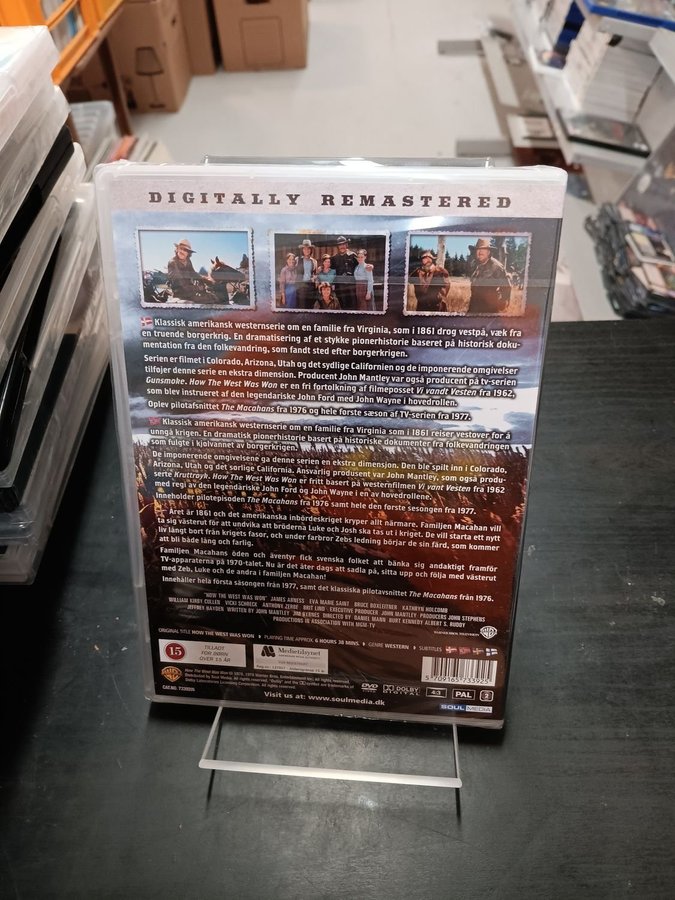 DIGITALLY REMASTERED
Klassisk amerikansk westernserie om en familie fra Virginia, som i 1861 drog vestpå, væk fra
en truende borgerkrig. En dramatisering af et stykke pionerhistorie baseret på historisk doku-
mentation fra den folkevandring, som fandt sted efter borgerkrigen.
Serien er filmet i Colorado, Arizona, Utah og det sydlige Californien og de imponerende omgivelser
tilføjer denne serie en ekstra dimension. Producent John Mantley var også producent på tv-serien
Gunsmoke. How The West Was Won er en fri fortolkning af filmeposset Vi vandt Vesten fra 1962,
som blev instrueret af den legendariske John Ford med John Wayne i hovedrollen.
Oplev pilotafsnittet The Macahans fra 1976 og hele første sæson af TV-serien fra 1977.
Klassisk amerikansk westernserie om en familie fra Virginia som i 1861 reiser vestover for å
unngå krigen. En dramatisk pionerhistorie basert på historiske dokumenter fra folkevandringen
som fulgte i kjølvannet av borgerkrigen.
De imponerende omgivelsene ga denne serien en ekstra dimensjon. Den ble spilt inn i Colorado,
Arizona, Utah og det sørlige California. Ansvarlig produsent var John Mantley, som også produ-
serte Kruttrøyk. How The West Was Won er fritt basert på westernfilmen Vi vant Vesten fra 1962
med regi av den legendariske John Ford og John Wayne i en av hovedrollene.
Inneholder pilotepisoden The Macahans fra 1976 samt hele den første sesongen fra 1977.
Året är 1861 och det amerikanska inbördeskriget kryper allt närmare. Familjen Macahan vill
ta sig västerut för att undvika att bröderna Luke och Josh ska tas ut i kriget. De vill starta ett nytt
liv långt bort från krigets fasor, och under farbror Zebs ledning börjar de sin färd, som kommer
att bli både lång och farlig.
Familjen Macahans öden och äventyr fick svenska folket att bänka sig andäktigt framför
TV-apparaterna på 1970-talet. Nu är det åter dags att sadla på, sitta upp och följa med västerut
med Zeb, Luke och de andra i familjen Macahan!
Innehåller hela första säsongen från 1977, samt det klassiska pilotavsnittet The Macahans från 1976.
"HOW THE WEST WAS WON" JAMES ARNESS EVA MARIE SAINT BRUCE BOXLEITNER KATHRYN HOLCOMB
WILLIAM KIRBY CULLEN VICKI SCHRECK ANTHONY ZERBE BRIT LIND EXECUTIVE PRODUCER JOHN MANTLEY PRODUCERS JOHN STEPHENS
JEFFREY HAYDEN WRITTEN BY JOHN MANTLEY JIM BYRNES DIRECTED BY DANIEL MANN BURT KENNEDY ALBERT S. RUDDY
PRODUCTIONS IN ASSOCIATION WITH MGM-TV
ORIGINAL TITLE HOW THE WEST WAS WON PLAYING TIME APPROX. 6 HOURS 38 MINS GENRE WESTERN SUBTITLES
15
TILLADT
FOR BØRN
OVER 15 ÅR
M Medietilsynet
CAT.NO.
Visit us at: www.soulmedia.dk
DVD
DOLBY
DIGITAL
4:3
PAL
2
5 709165 733925
SOUL MEDIA